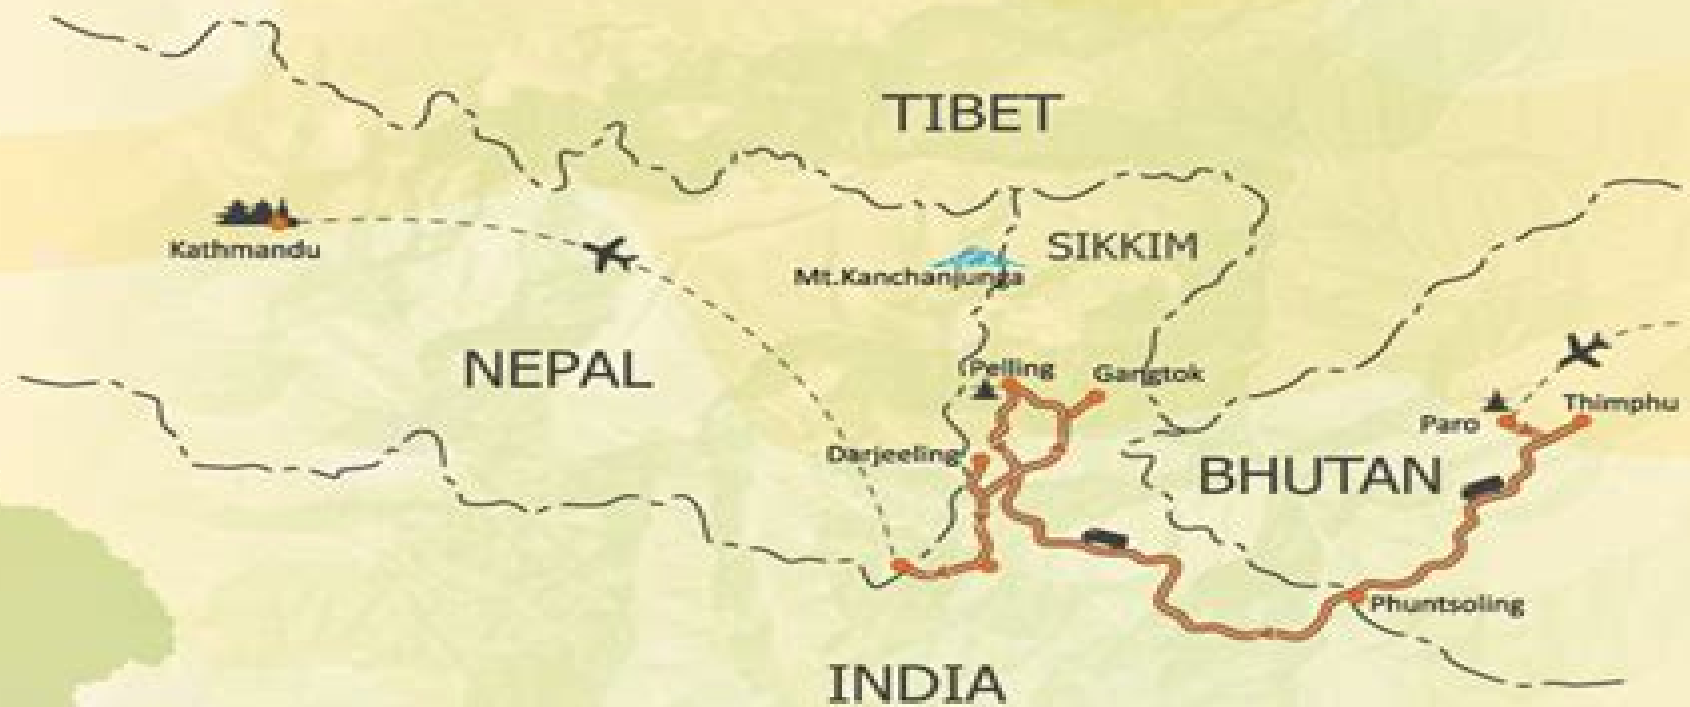 TIBET
Kathmandu
SIKKIM
Mt.Kanchanjunga
NEPAL
Pelling
Gangtok
Paro
Thimphu
Darjeeling
BHUTAN
Phuntsoling
INDIA